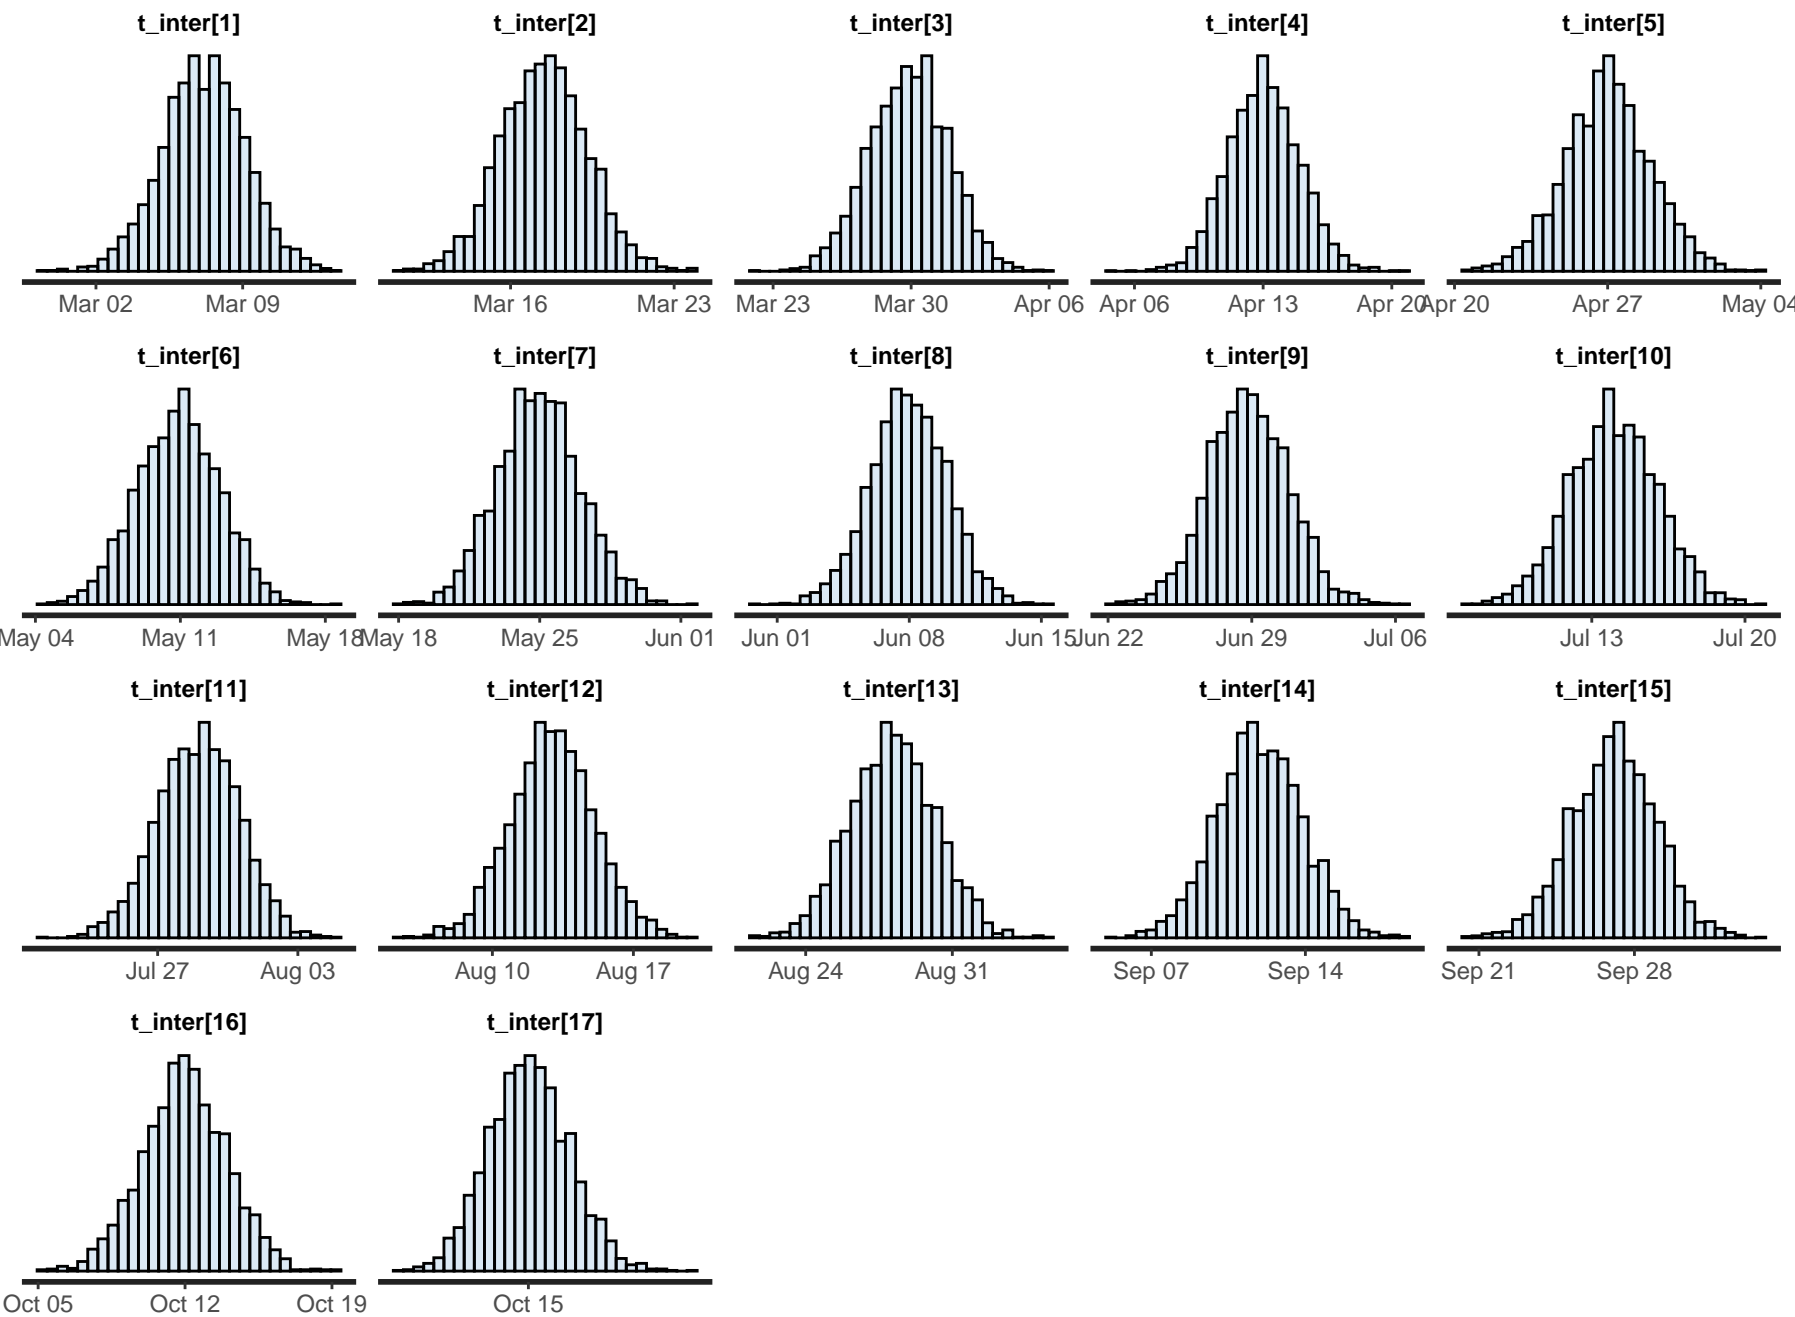 t_inter[1] t_inter[2] t_inter[3] t_inter[4] t_inter[5]
Mar 02 Mar 09 Mar 16 Mar 23 Mar 23 Mar 30 Apr 06 Apr 06 Apr 13 Apr 20 Apr 20 Apr 27 May 04
t_inter[6] t_inter[7] t_inter[8] t_inter[9] t_inter[10]
May 04 May 11 May 18 May 18 May 25 Jun 01 Jun 01 Jun 08 Jun 15 Jun 22 Jun 29 Jul 06 Jul 13 Jul 20
t_inter[11] t_inter[12] t_inter[13] t_inter[14] t_inter[15]
Jul 27 Aug 03 Aug 10 Aug 17 Aug 24 Aug 31 Sep 07 Sep 14 Sep 21 Sep 28
t_inter[16] t_inter[17]
Oct 05 Oct 12 Oct 19 Oct 15